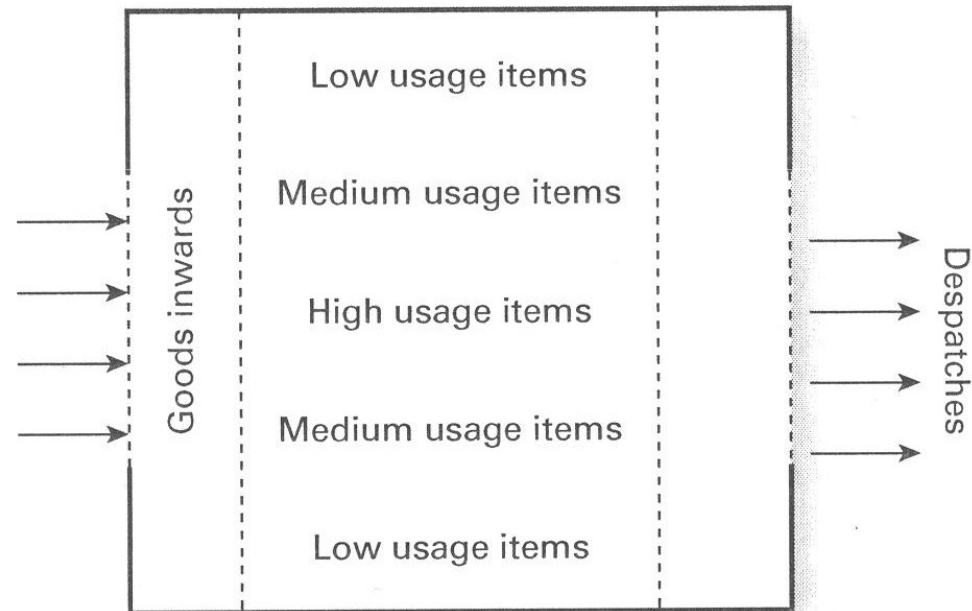 Low usage items
Medium usage items
Goods inwards
High usage items
Despatches
Medium usage items
Low usage items